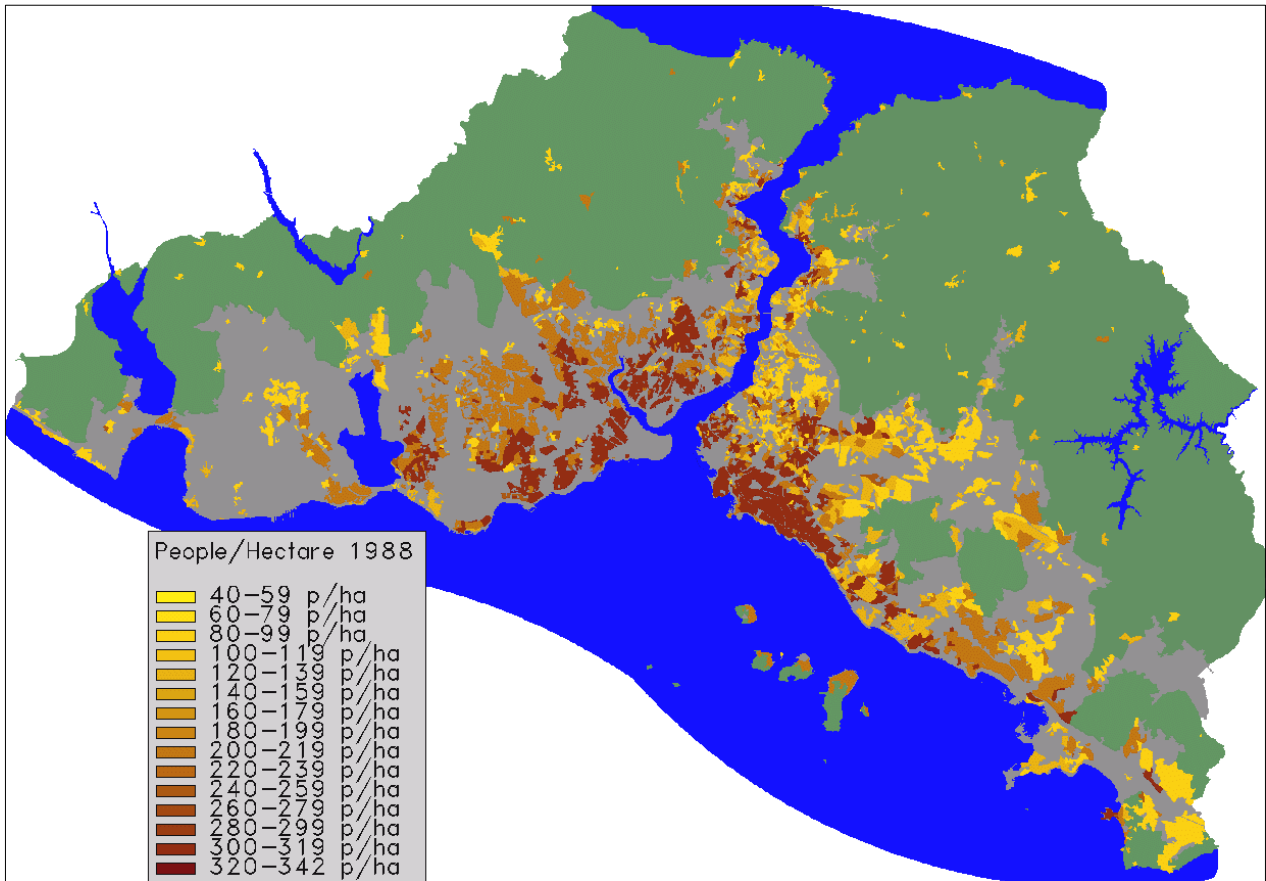 People/Hectare 1988
40-59 p/ha
60-79 p/ha
80-99 p/ha
100-119 p/ha
120-139 p/ha
140-159 p/ha
160-179 p/ha
180-199 p/ha
200-219 p/ha
220-239 p/ha
240-259 p/ha
260-279 p/ha
280-299 p/ha
300-319 p/ha
320-342 p/ha